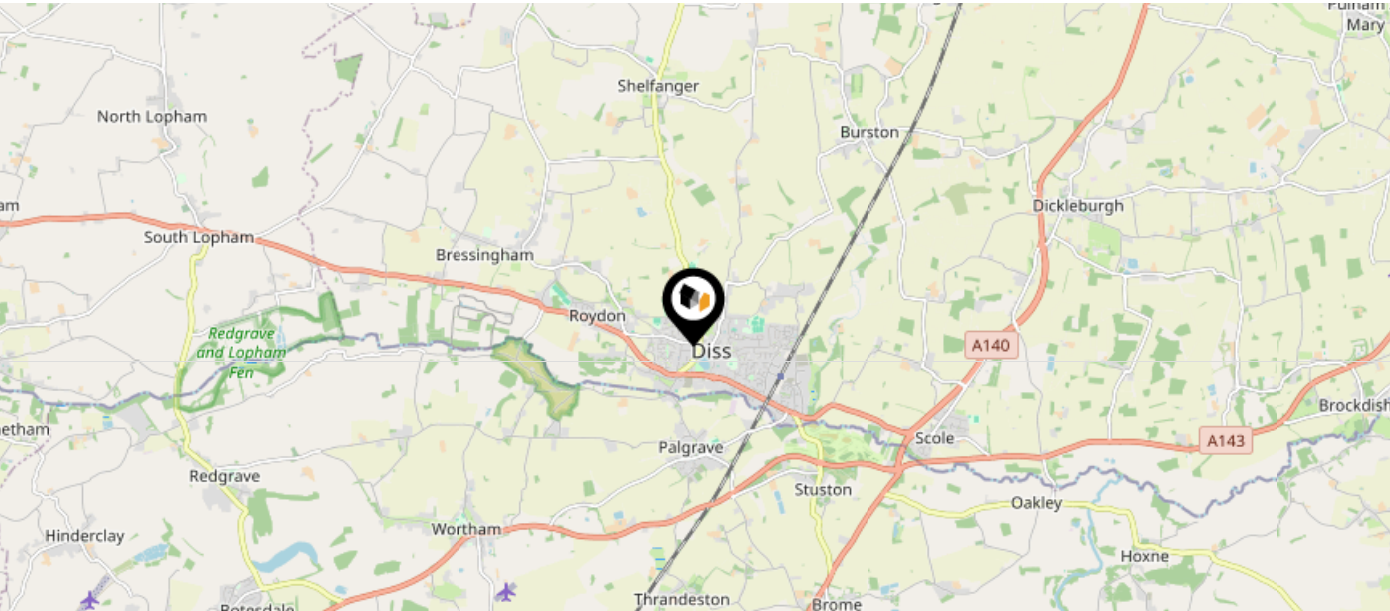 Pulham
Mary
Shelfanger
North Lopham
Burston
Dickleburgh
South Lopham
Bressingham
Roydon
Redgrave
and Lopham
Fen
Diss
A140
Brockdish
Scole
A143
Palgrave
Redgrave
Stuston
Oakley
Wortham
Hinderclay
Hoxne
Botesdale
Thrandeston
Brome